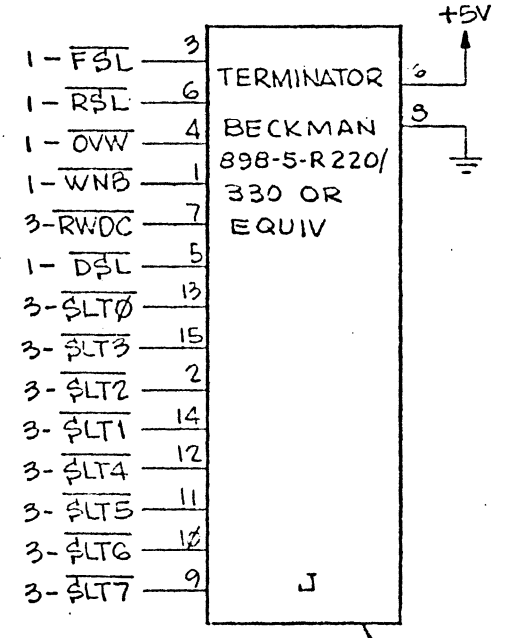 +5V
3
1-FSL
6
1-RSL
4
1-OVW
1
1-WNB
7
3-RWDC
5
1-DSL
13
3-SLTØ
15
3-SLT3
2
3-SLT2
14
3-SLT1
12
3-SLT4
11
3-SLT5
1Ø
3-SLT6
9
3-SLT7
TERMINATOR
BECKMAN
898-5-R220/
330 OR
EQUIV
8
J